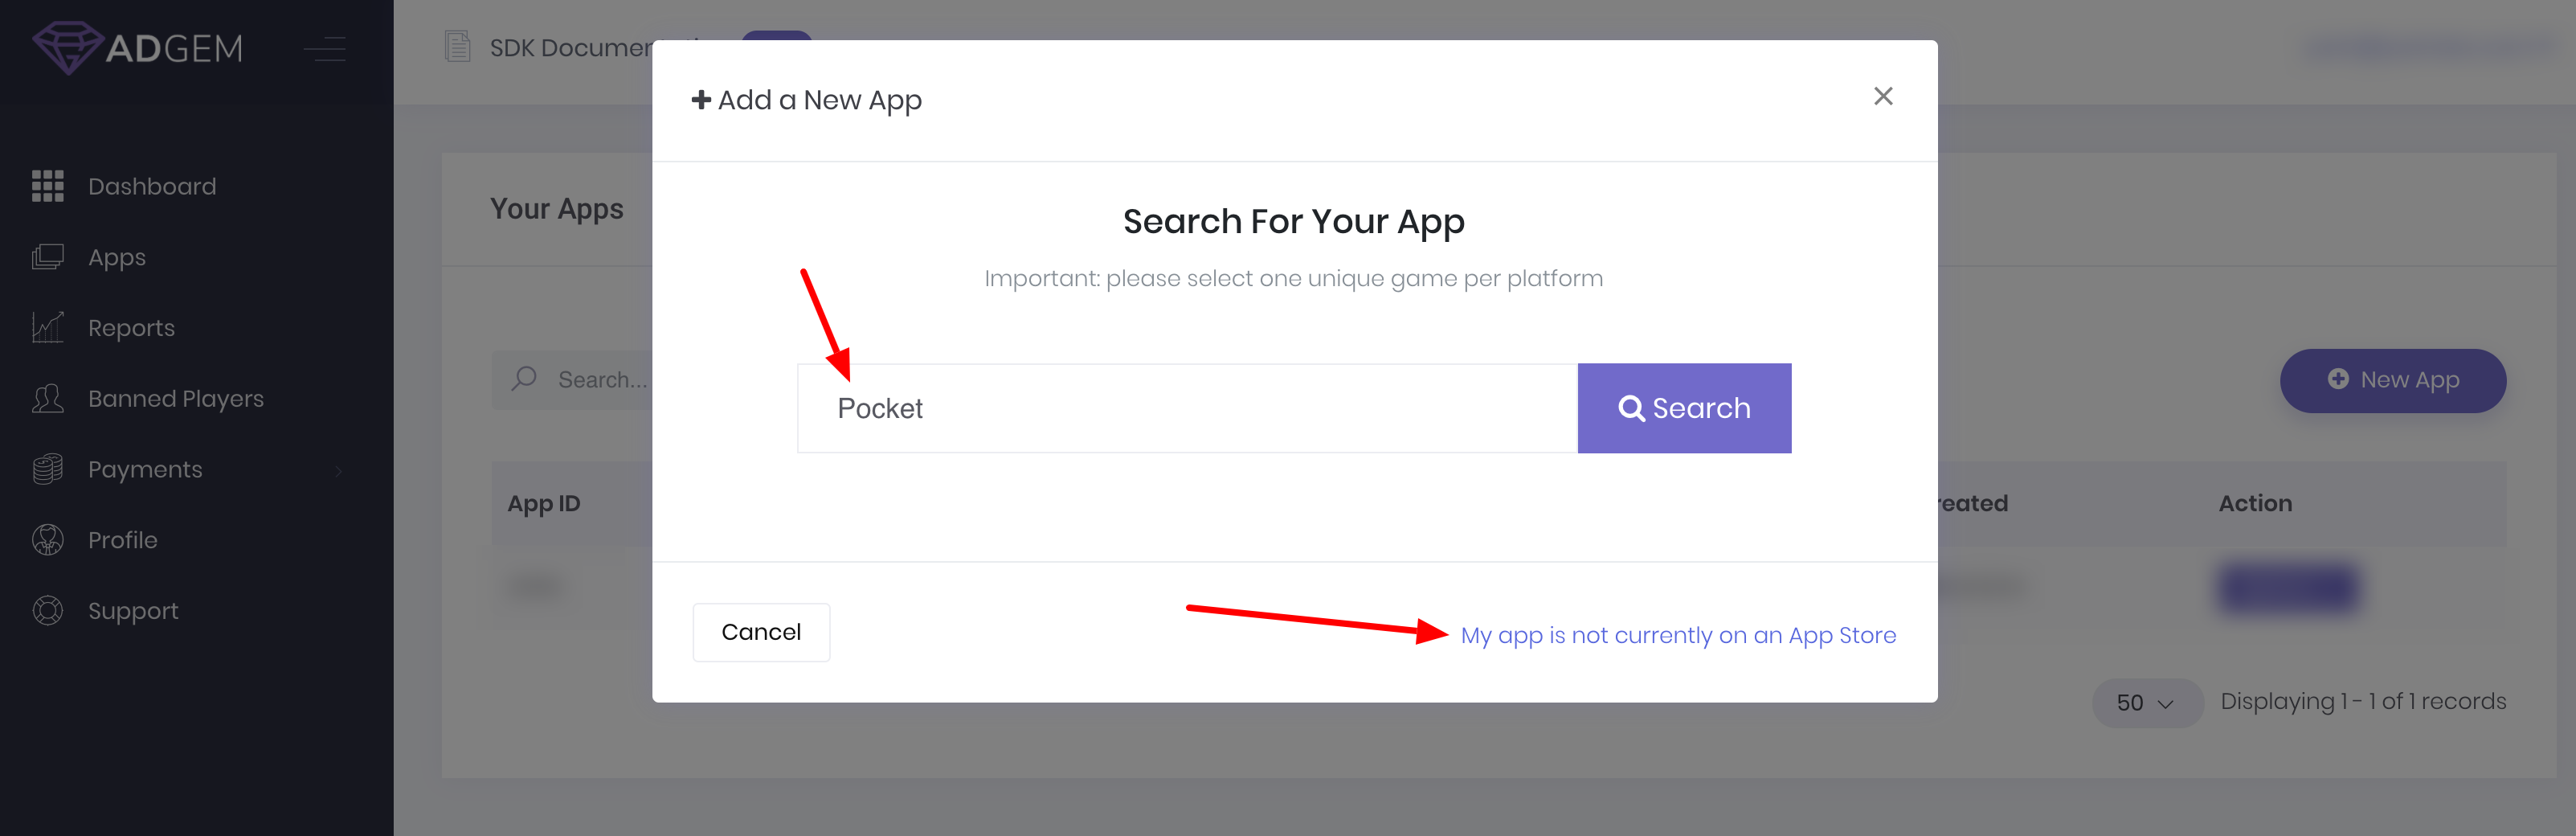 ADGEM
SDK Documentati
Dashboard
Apps
Reports
Banned Players
Payments
Profile
Support
Your Apps
Search...
New App
App ID
reated
Action
50
Displaying 1 - 1 of 1 records
Add a New App
×
Search For Your App
Important: please select one unique game per platform
Pocket
Search
Cancel
My app is not currently on an App Store